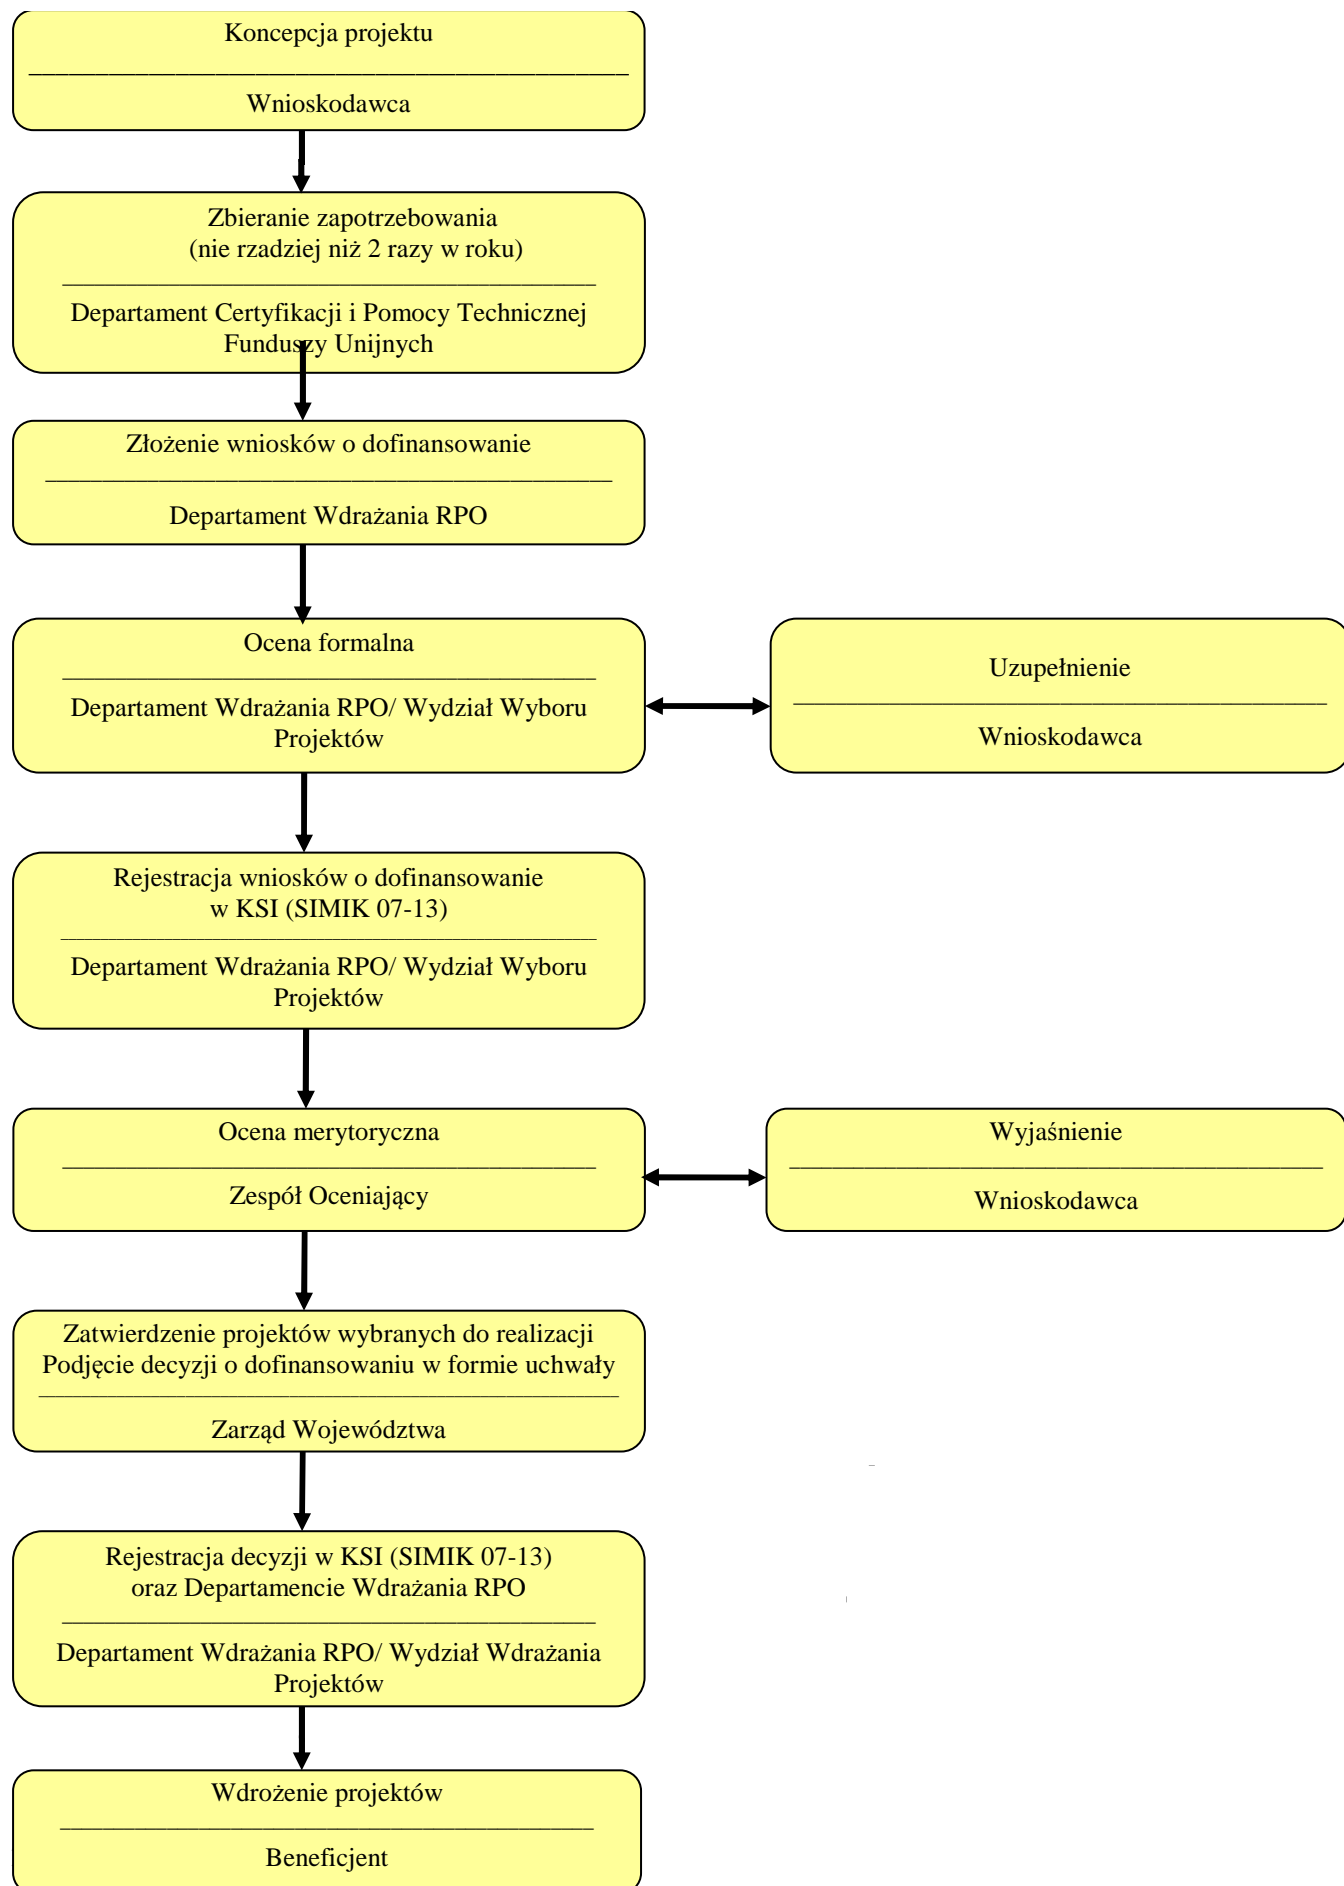 Koncepcja projektu
Wnioskodawca
Zbieranie zapotrzebowania
(nie rzadziej niż 2 razy w roku)
Departament Certyfikacji i Pomocy Technicznej
Funduszy Unijnych
Złożenie wniosków o dofinansowanie
Departament Wdrażania RPO
Ocena formalna
Departament Wdrażania RPO/ Wydział Wyboru
Projektów
Uzupełnienie
Wnioskodawca
Rejestracja wniosków o dofinansowanie
w KSI (SIMIK 07-13)
Departament Wdrażania RPO/ Wydział Wyboru
Projektów
Ocena merytoryczna
Zespół Oceniający
Wyjaśnienie
Wnioskodawca
Zatwierdzenie projektów wybranych do realizacji
Podjęcie decyzji o dofinansowaniu w formie uchwały
Zarząd Województwa
Rejestracja decyzji w KSI (SIMIK 07-13)
oraz Departamencie Wdrażania RPO
Departament Wdrażania RPO/ Wydział Wdrażania
Projektów
Wdrożenie projektów
Beneficjent